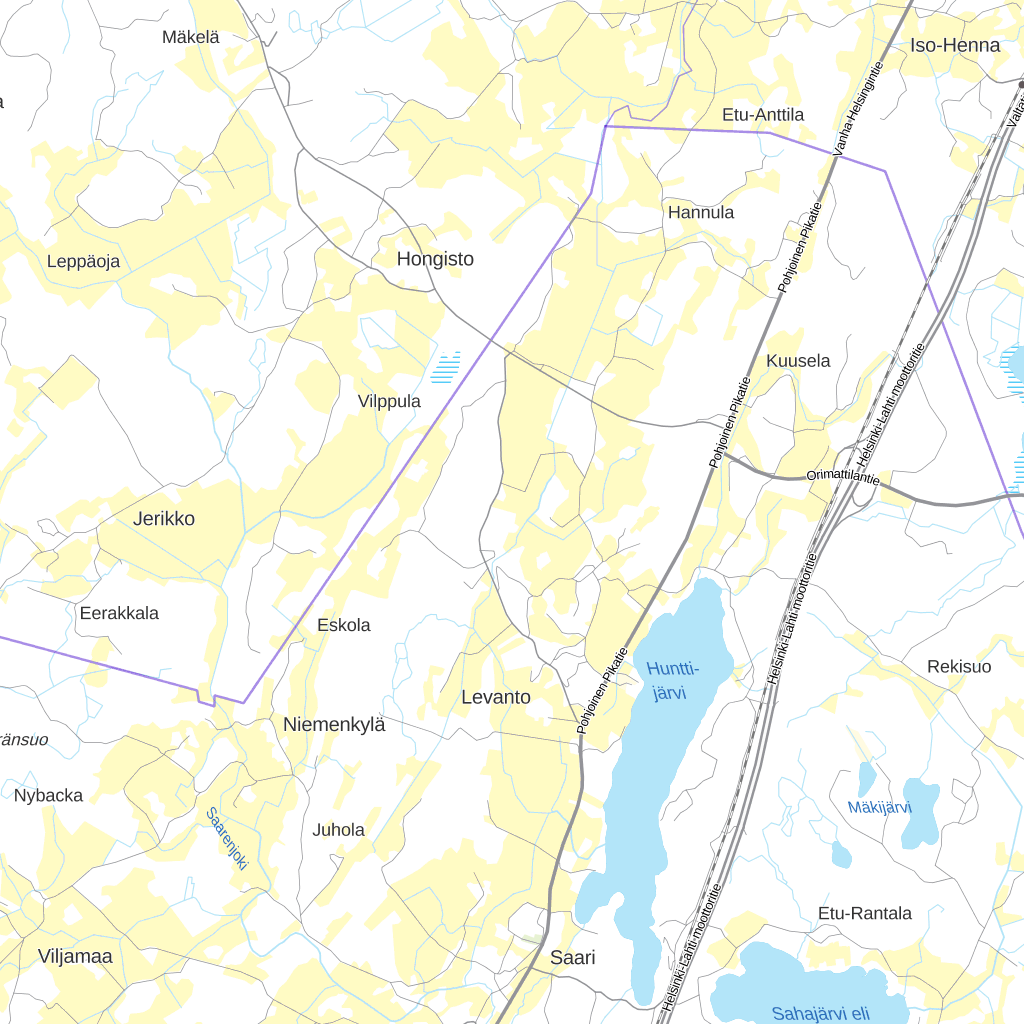 Mäkelä
Iso-Henna
Etu-Anttila
Vanha Helsingintie
Hannula
Leppäoja
Hongisto
Pohjoinen Pikatie
Kuusela
Helsinki-Lahti-moottoritie
Vilppula
Pohjoinen Pikatie
Orimattilantie
Jerikko
Eerakkala
Eskola
Helsinki-Lahti-moottoritie
Huntti-
järvi
Rekisuo
Levanto
Pohjoinen Pikatie
Niemenkylä
Nybacka
Mäkijärvi
Saarenjoki
Juhola
Etu-Rantala
Helsinki-Lahti-moottoritie
Viljamaa
Saari
Sahajärvi eli